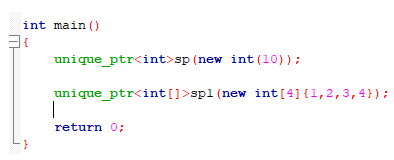 int main()
{
unique_ptr<int>sp(new int(10));
unique_ptr<int[]>sp1(new int[4]{1,2,3,4});
return 0;
}